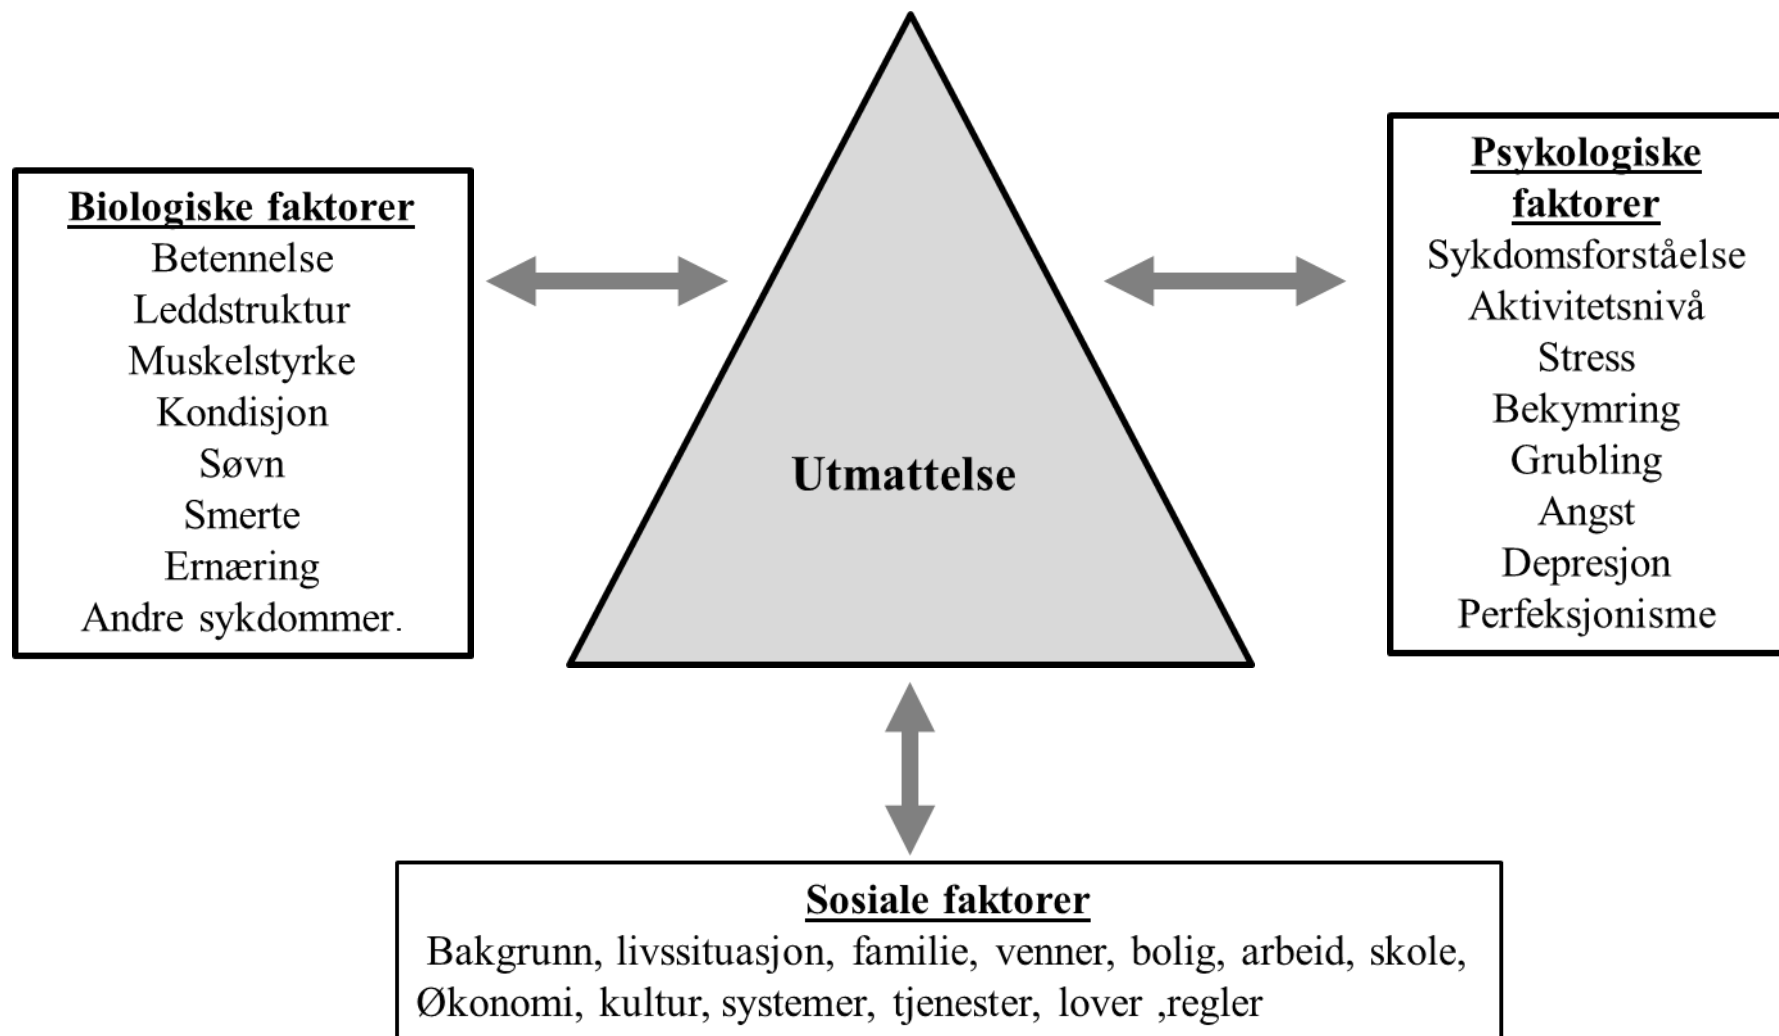 Biologiske faktorer
Betennelse
Leddstruktur
Muskelstyrke
Kondisjon
Søvn
Smerte
Ernæring
Andre sykdommer.
Utmattelse
Psykologiske
faktorer
Sykdomsforståelse
Aktivitetsnivå
Stress
Bekymring
Grubling
Angst
Depresjon
Perfeksjonisme
Sosiale faktorer
Bakgrunn, livssituasjon, familie, venner, bolig, arbeid, skole,
Økonomi, kultur, systemer, tjenester, lover ,regler